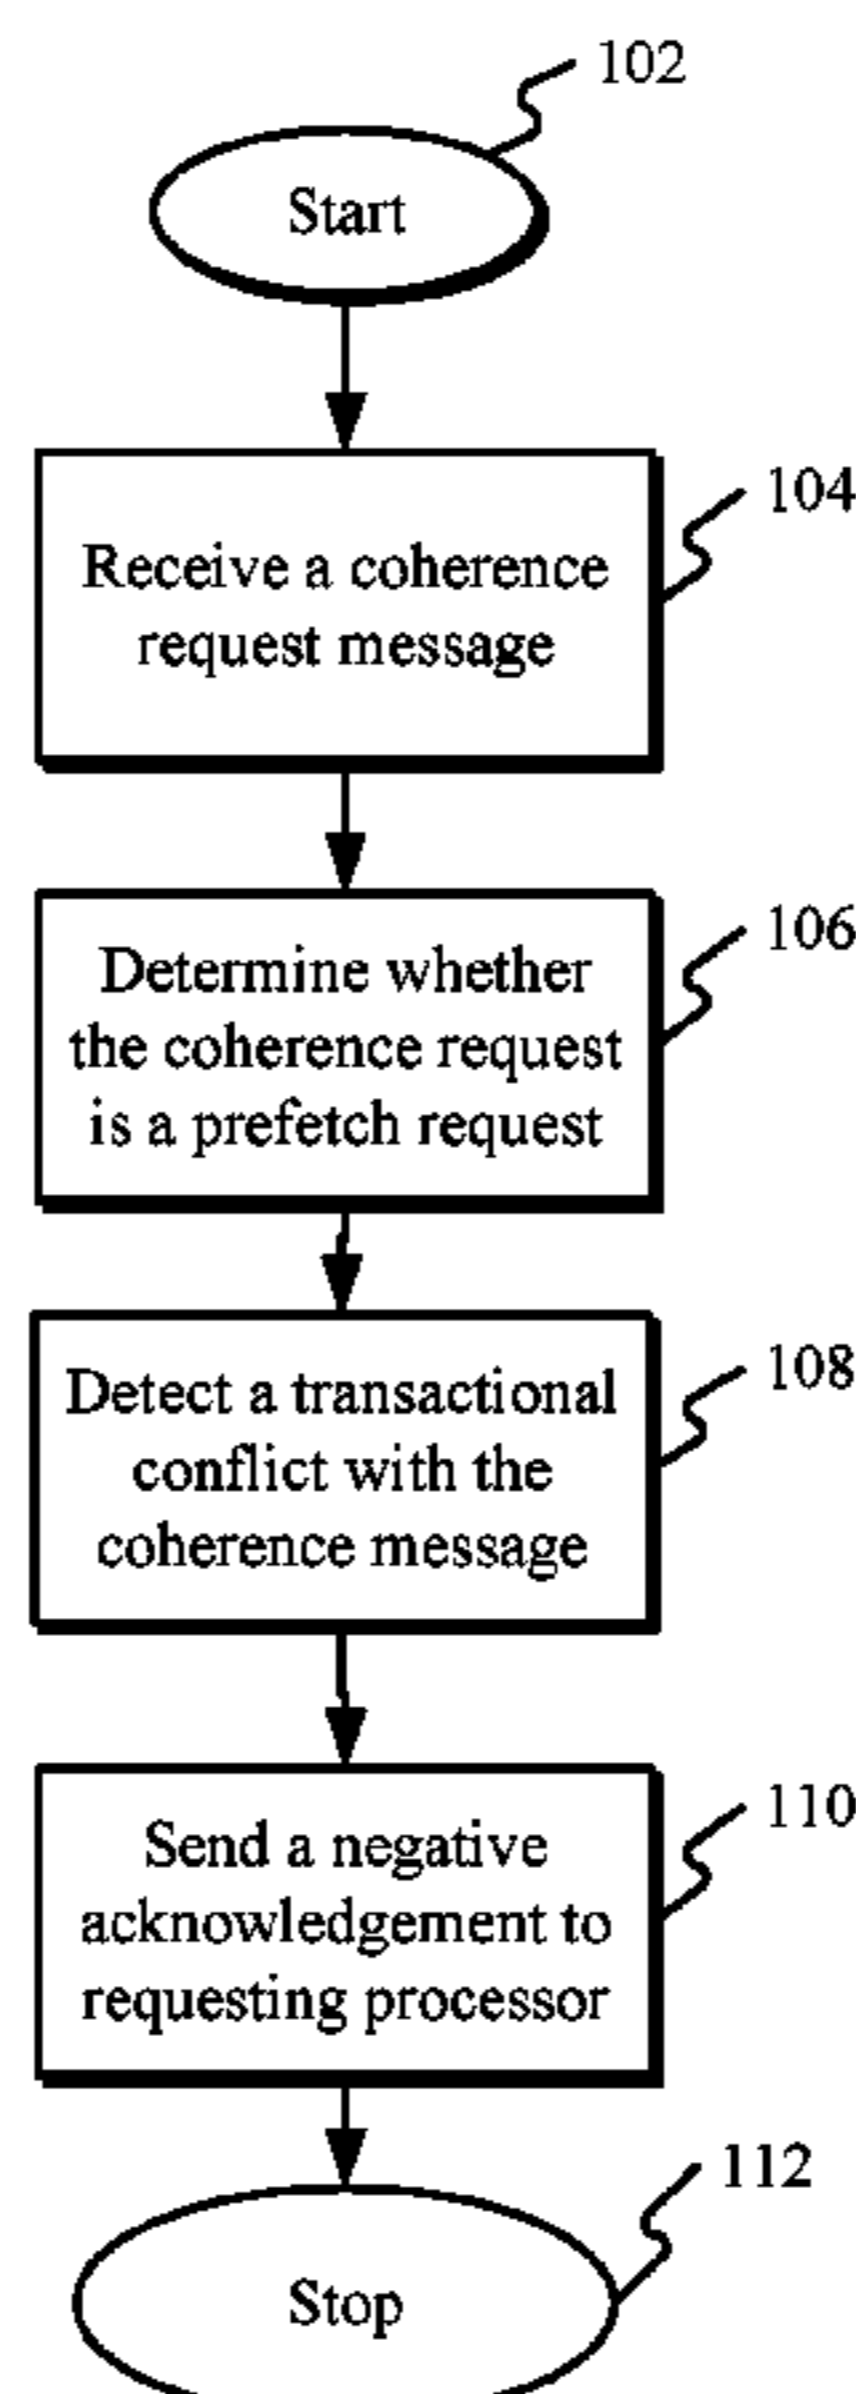 102
Start
104
Receive a coherence
request message
106
Determine whether
the coherence request
is a prefetch request
108
Detect a transactional
conflict with the
coherence message
110
Send a negative
acknowledgement to
requesting processor
112
Stop